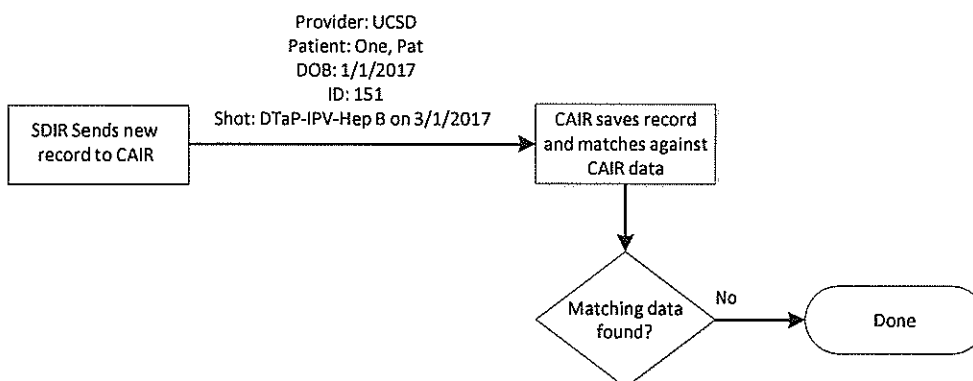 Provider: UCSD
Patient: One, Pat
DOB: 1/1/2017
ID: 151
Shot: DTaP-IPV-Hep B on 3/1/2017
SDIR Sends new
record to CAIR
CAIR saves record
and matches against
CAIR data
Matching data
found?
No
Done